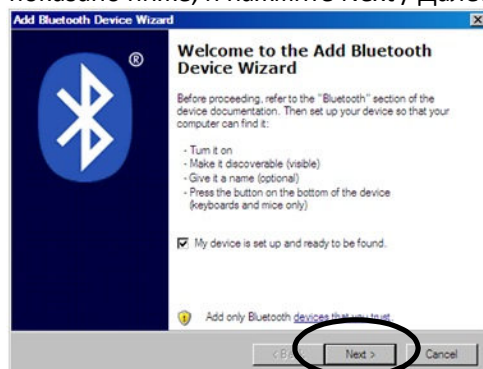 Add Bluetooth Device Wizard
®
Welcome to the Add Bluetooth
Device Wizard
Before proceeding, refer to the "Bluetooth" section of the
device documentation. Then set up your device so that your
computer can find it:
- Turn it on
- Make it discoverable (visible)
- Give it a name (optional)
- Press the button on the bottom of the device
(keyboards and mice only)
My device is set up and ready to be found.
Add only Bluetooth devices that you trust.
Next >
Cancel